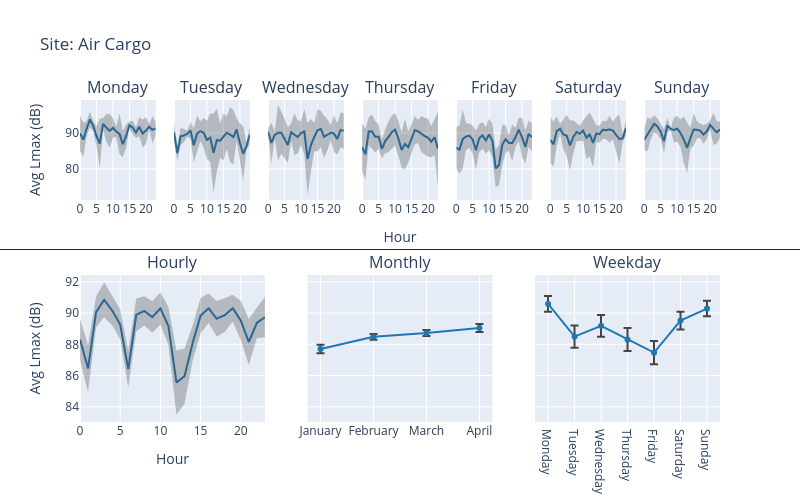 Site: Air Cargo
Monday Tuesday Wednesday Thursday Friday Saturday Sunday
Avg Lmax (dB)
90
80
0 5 10 15 20 0 5 10 15 20 0 5 10 15 20 0 5 10 15 20 0 5 10 15 20 0 5 10 15 20 0 5 10 15 20
Hour
Hourly Monthly Weekday
Avg Lmax (dB)
92
90
88
86
84
0 5 10 15 20 January February March April Monday Tuesday Wednesday Thursday Friday Saturday Sunday
Hour